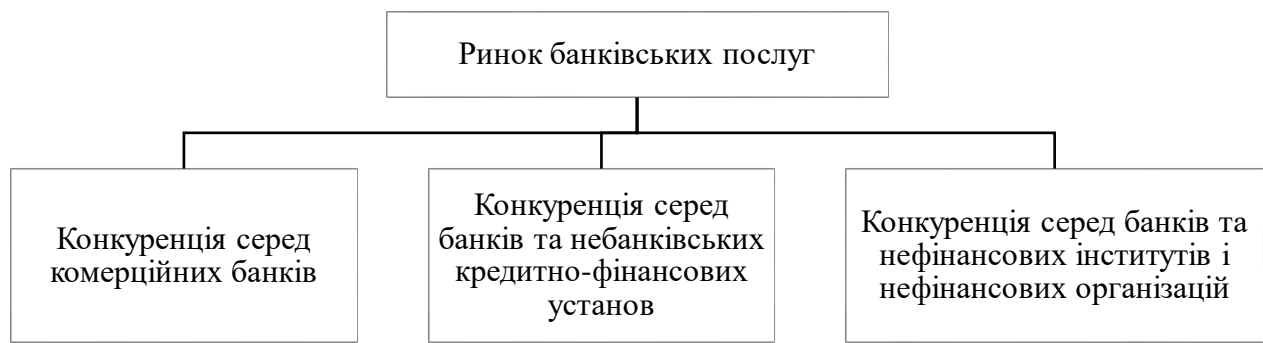 Ринок банківських послуг
Конкуренція серед
комерційних банків
Конкуренція серед
банків та небанківських
кредитно-фінансових
установ
Конкуренція серед банків та
нефінансових інститутів і
нефінансових організацій